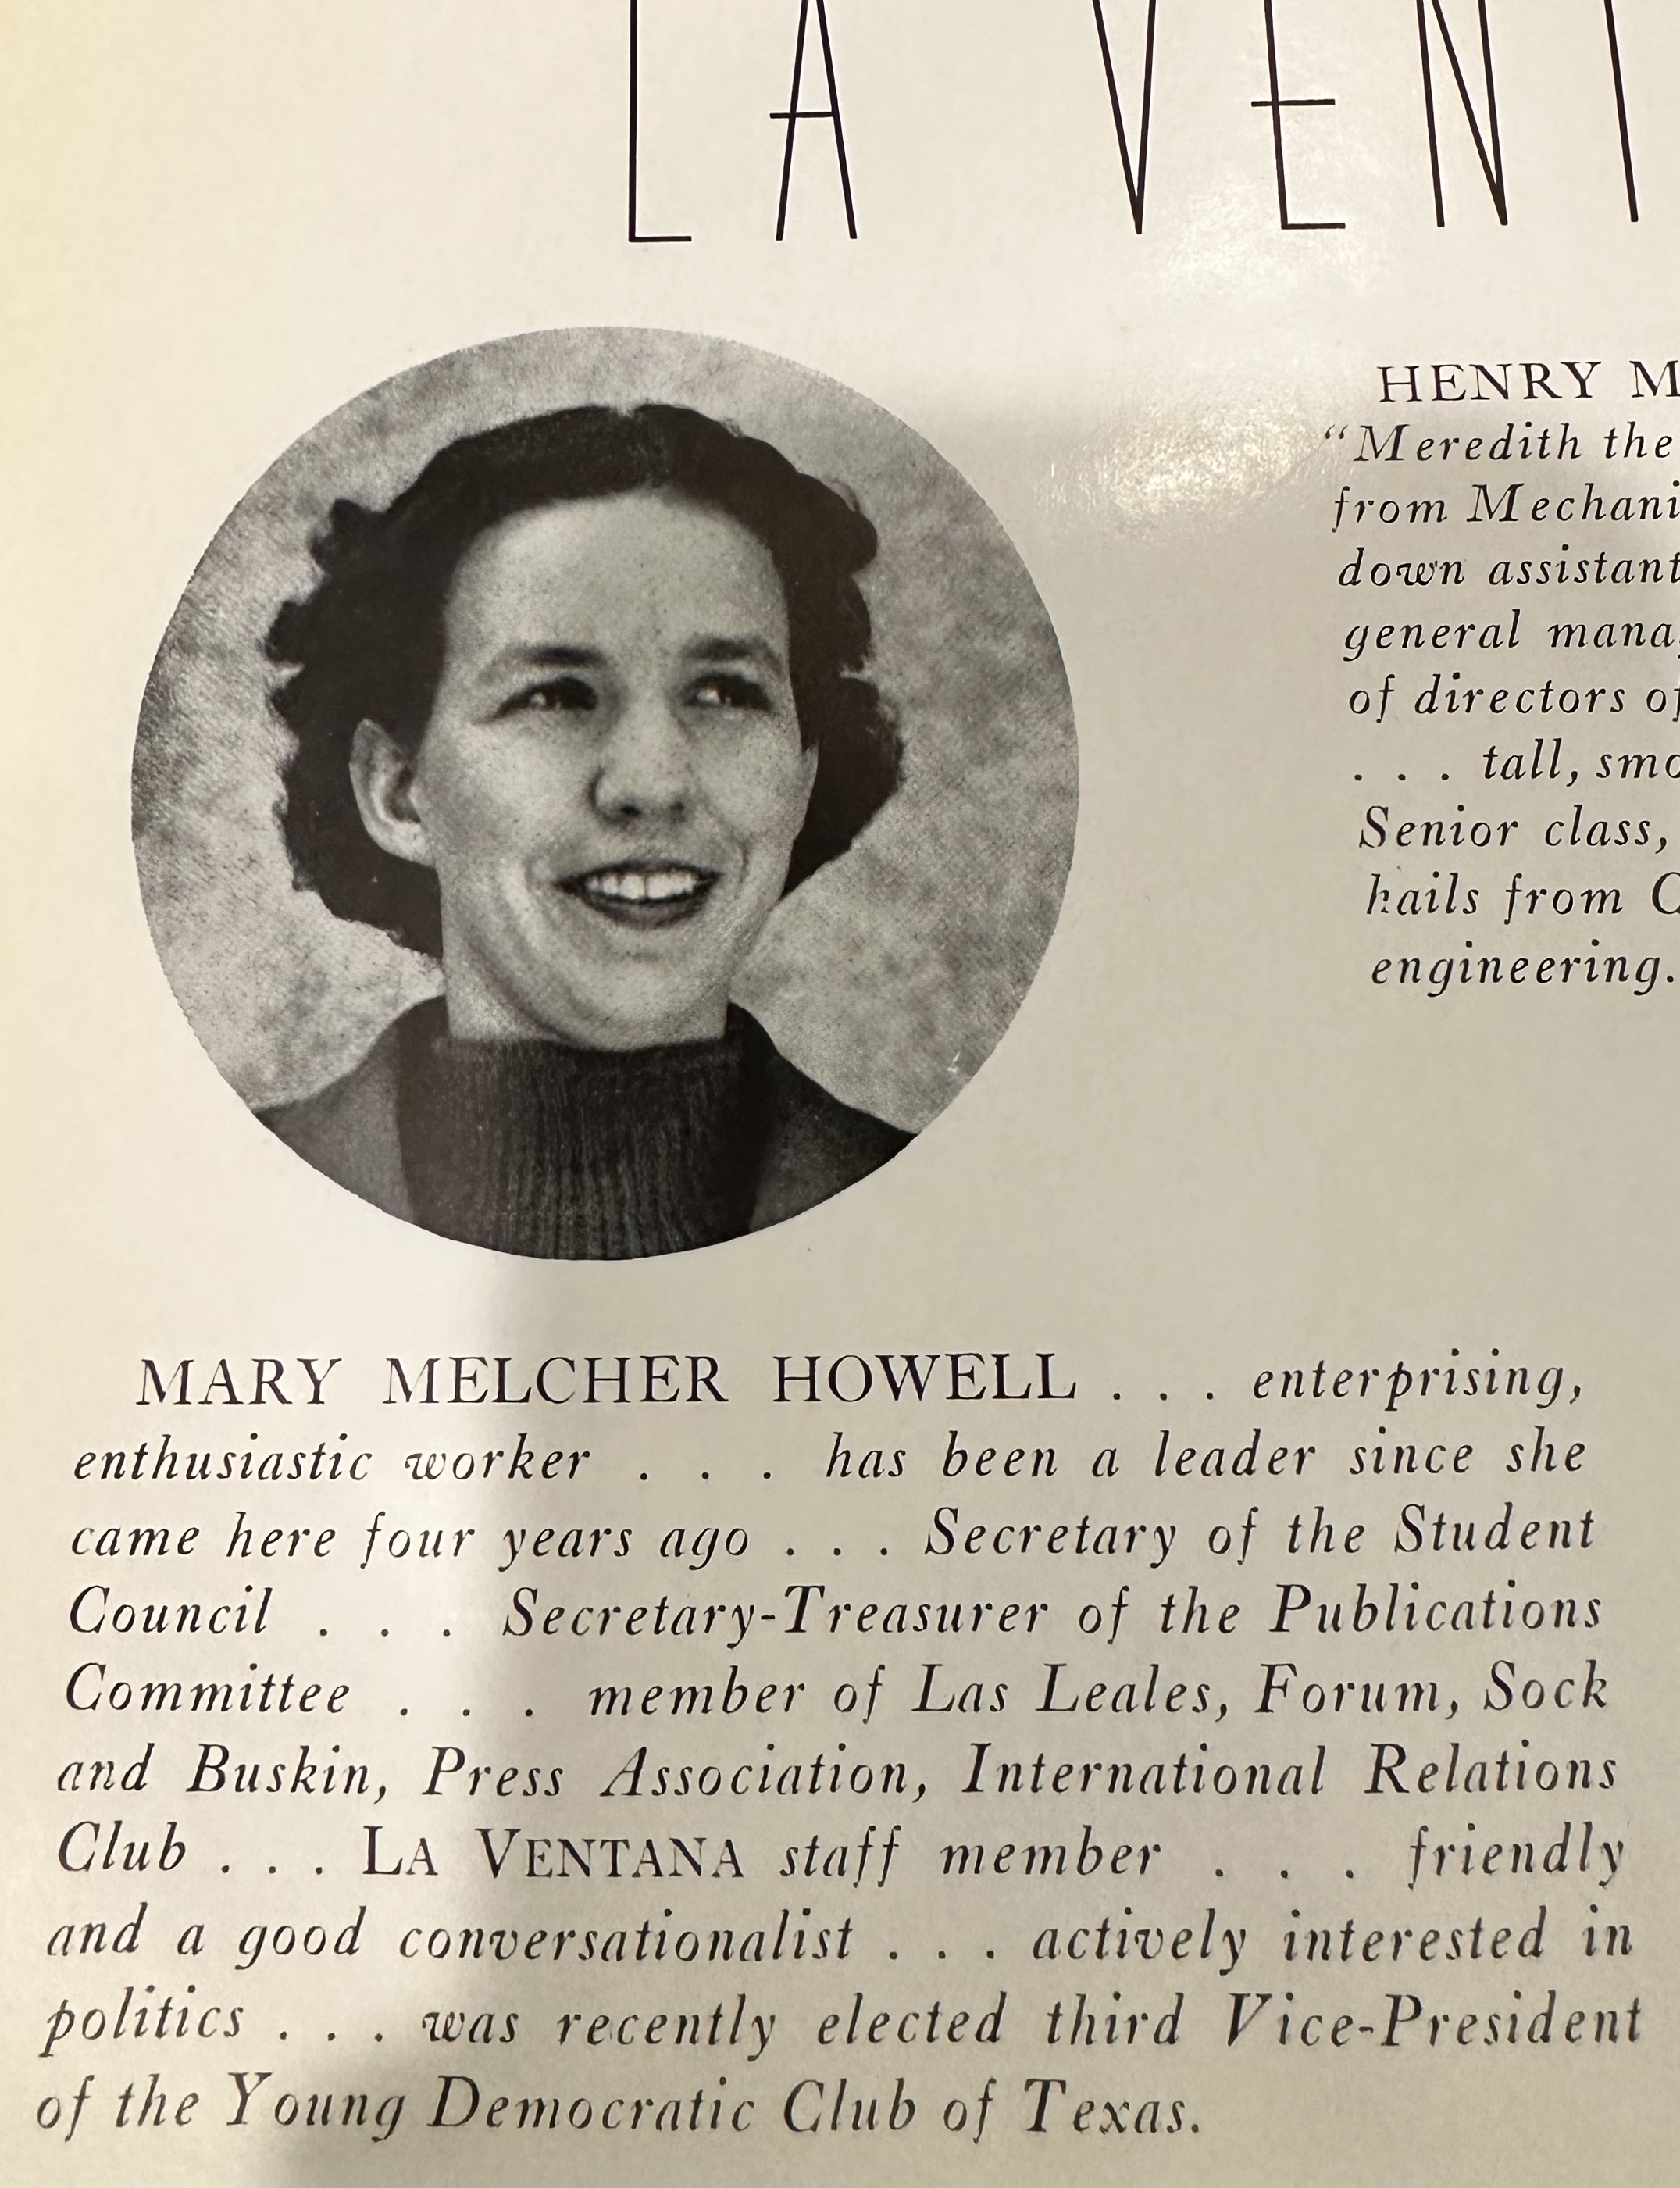 LA VENT
HENRY M
"Meredith the
from Mechani
down assistant
general mana
of directors of
. . . tall, smo
Senior class,
hails from C
engineering.
MARY MELCHER HOWELL . . . enterprising,
enthusiastic worker . . . has been a leader since she
came here four years ago . . . Secretary of the Student
Council . . . Secretary-Treasurer of the Publications
Committee . . . member of Las Leales, Forum, Sock
and Buskin, Press Association, International Relations
Club . . . LA VENTANA staff member . . . friendly
and a good conversationalist . . . actively interested in
politics . . . was recently elected third Vice-President
of the Young Democratic Club of Texas.